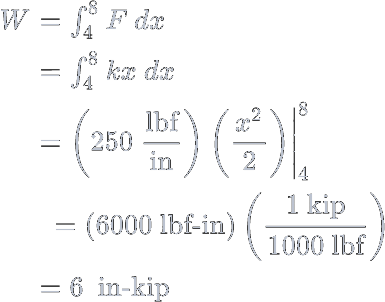 W = ∫₄⁸ F dx
= ∫₄⁸ kx dx
= (250 lbf/in) (x²/2) |₄⁸
= (6000 lbf-in) (1 kip/1000 lbf)
= 6 in-kip